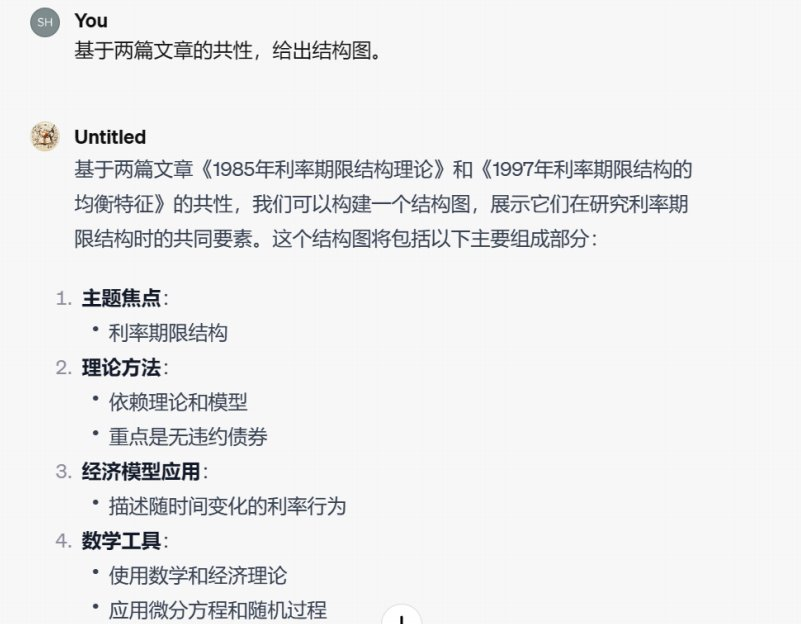 SH You
基于两篇文章的共性，给出结构图。
Untitled
基于两篇文章《1985年利率期限结构理论》和《1997年利率期限结构的
均衡特征》的共性，我们可以构建一个结构图，展示它们在研究利率期
限结构时的共同要素。这个结构图将包括以下主要组成部分：
1. 主题焦点：
• 利率期限结构
2. 理论方法：
• 依赖理论和模型
• 重点是无违约债券
3. 经济模型应用：
• 描述随时间变化的利率行为
4. 数学工具：
• 使用数学和经济理论
• 应用微分方程和随机过程